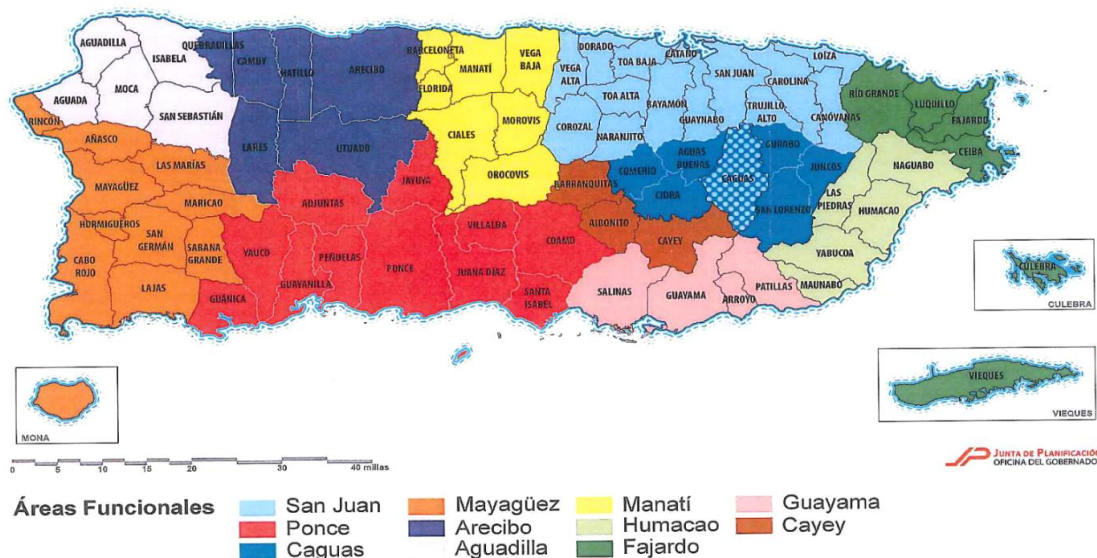 AGUADILLA
ISABELA
QUEBRADILLAS
CAMUY
HATILLO
ARECIBO
BARCELONETA
MANATÍ
VEGA
BAJA
DORADO
VEGA
ALTA
TOA BAJA
CATAÑO
SAN JUAN
LOÍZA
CAROLINA
RÍO GRANDE
LUQUILLO
FAJARDO
CEIBA
AGUADA
MOCA
SAN SEBASTIÁN
FLORIDA
TOA ALTA
BAYAMÓN
GUAYNABO
TRUJILLO
ALTO
CANÓVANAS
RINCÓN
AÑASCO
LAS MARÍAS
LARES
UTUADO
CIALES
MOROVIS
COROZAL
NARANJITO
AGUAS
BUENAS
GURABO
JUNCOS
NAGUABO
MAYAGÜEZ
MARICAO
ADJUNTAS
JAYUYA
OROCOVIS
BARRANQUITAS
COMERÍO
CIDRA
CAGUAS
SAN LORENZO
LAS
PIEDRAS
HUMACAO
HORMIGUEROS
SAN
GERMÁN
SABANA
GRANDE
YAUCO
PEÑUELAS
PONCE
VILLALBA
COAMO
AIBONITO
CAYEY
YABUCOA
CABO
ROJO
LAJAS
GUÁNICA
GUAYANILLA
JUANA DÍAZ
SANTA
ISABEL
SALINAS
GUAYAMA
ARROYO
PATILLAS
MAUNABO
CULEBRA
CULEBRA
VIEQUES
VIEQUES
MONA
0 5 10 15 20 30 40 millas
JP JUNTA DE PLANIFICACIÓN
OFICINA DEL GOBERNADO
Áreas Funcionales
San Juan
Mayagüez
Manatí
Guayama
Ponce
Arecibo
Humacao
Cayey
Caguas
Aguadilla
Fajardo